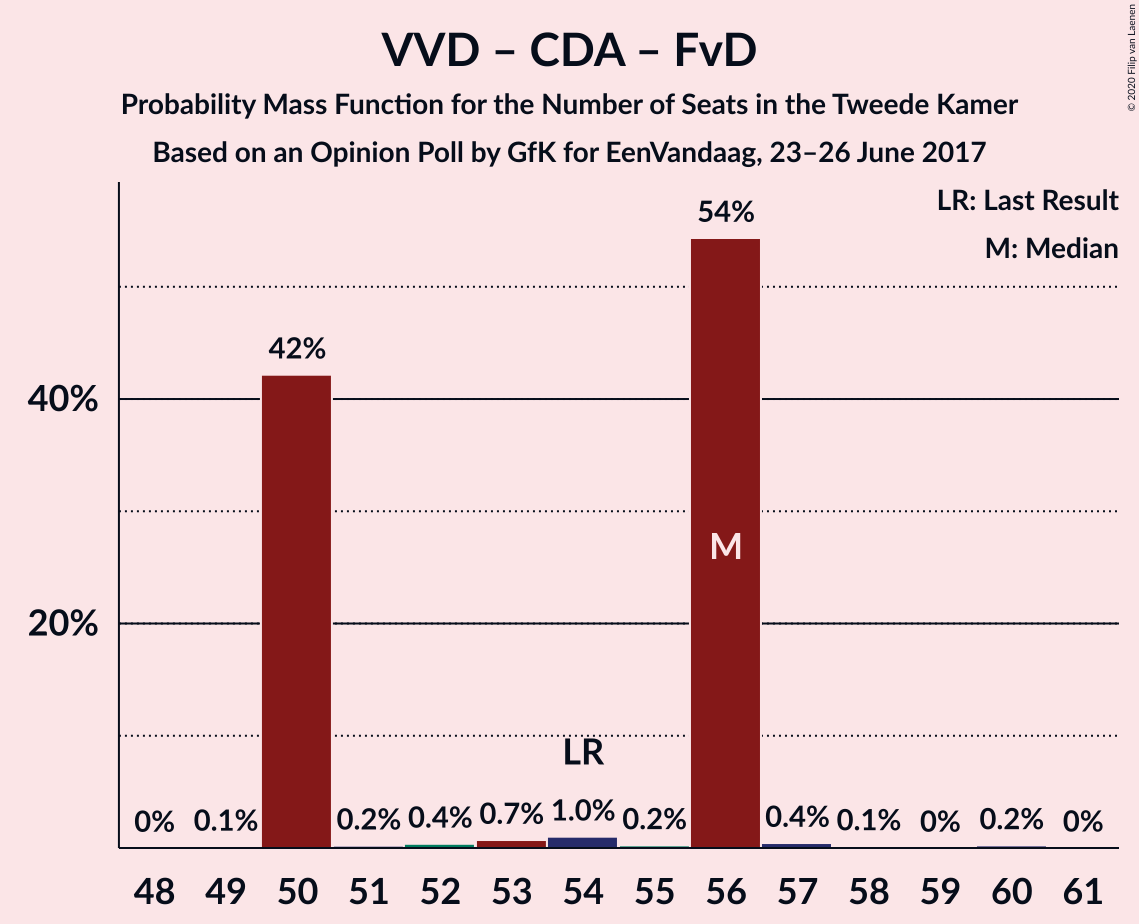 VVD – CDA – FvD
Probability Mass Function for the Number of Seats in the Tweede Kamer
Based on an Opinion Poll by GfK for EenVandaag, 23–26 June 2017
© 2020 Filip van Laenen
LR: Last Result
M: Median
54%
42%
40%
M
20%
LR
0% 0.1% 0.2% 0.4% 0.7% 1.0% 0.2% 0.4% 0.1% 0% 0.2% 0%
48 49 50 51 52 53 54 55 56 57 58 59 60 61